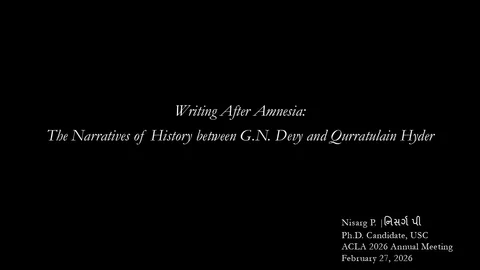 Writing After Amnesia:
The Narratives of History between G.N. Devy and Qurratulain Hyder
Nisarg P. |નિસર્ગ પી
Ph.D. Candidate, USC
ACLA 2026 Annual Meeting
February 27, 2026